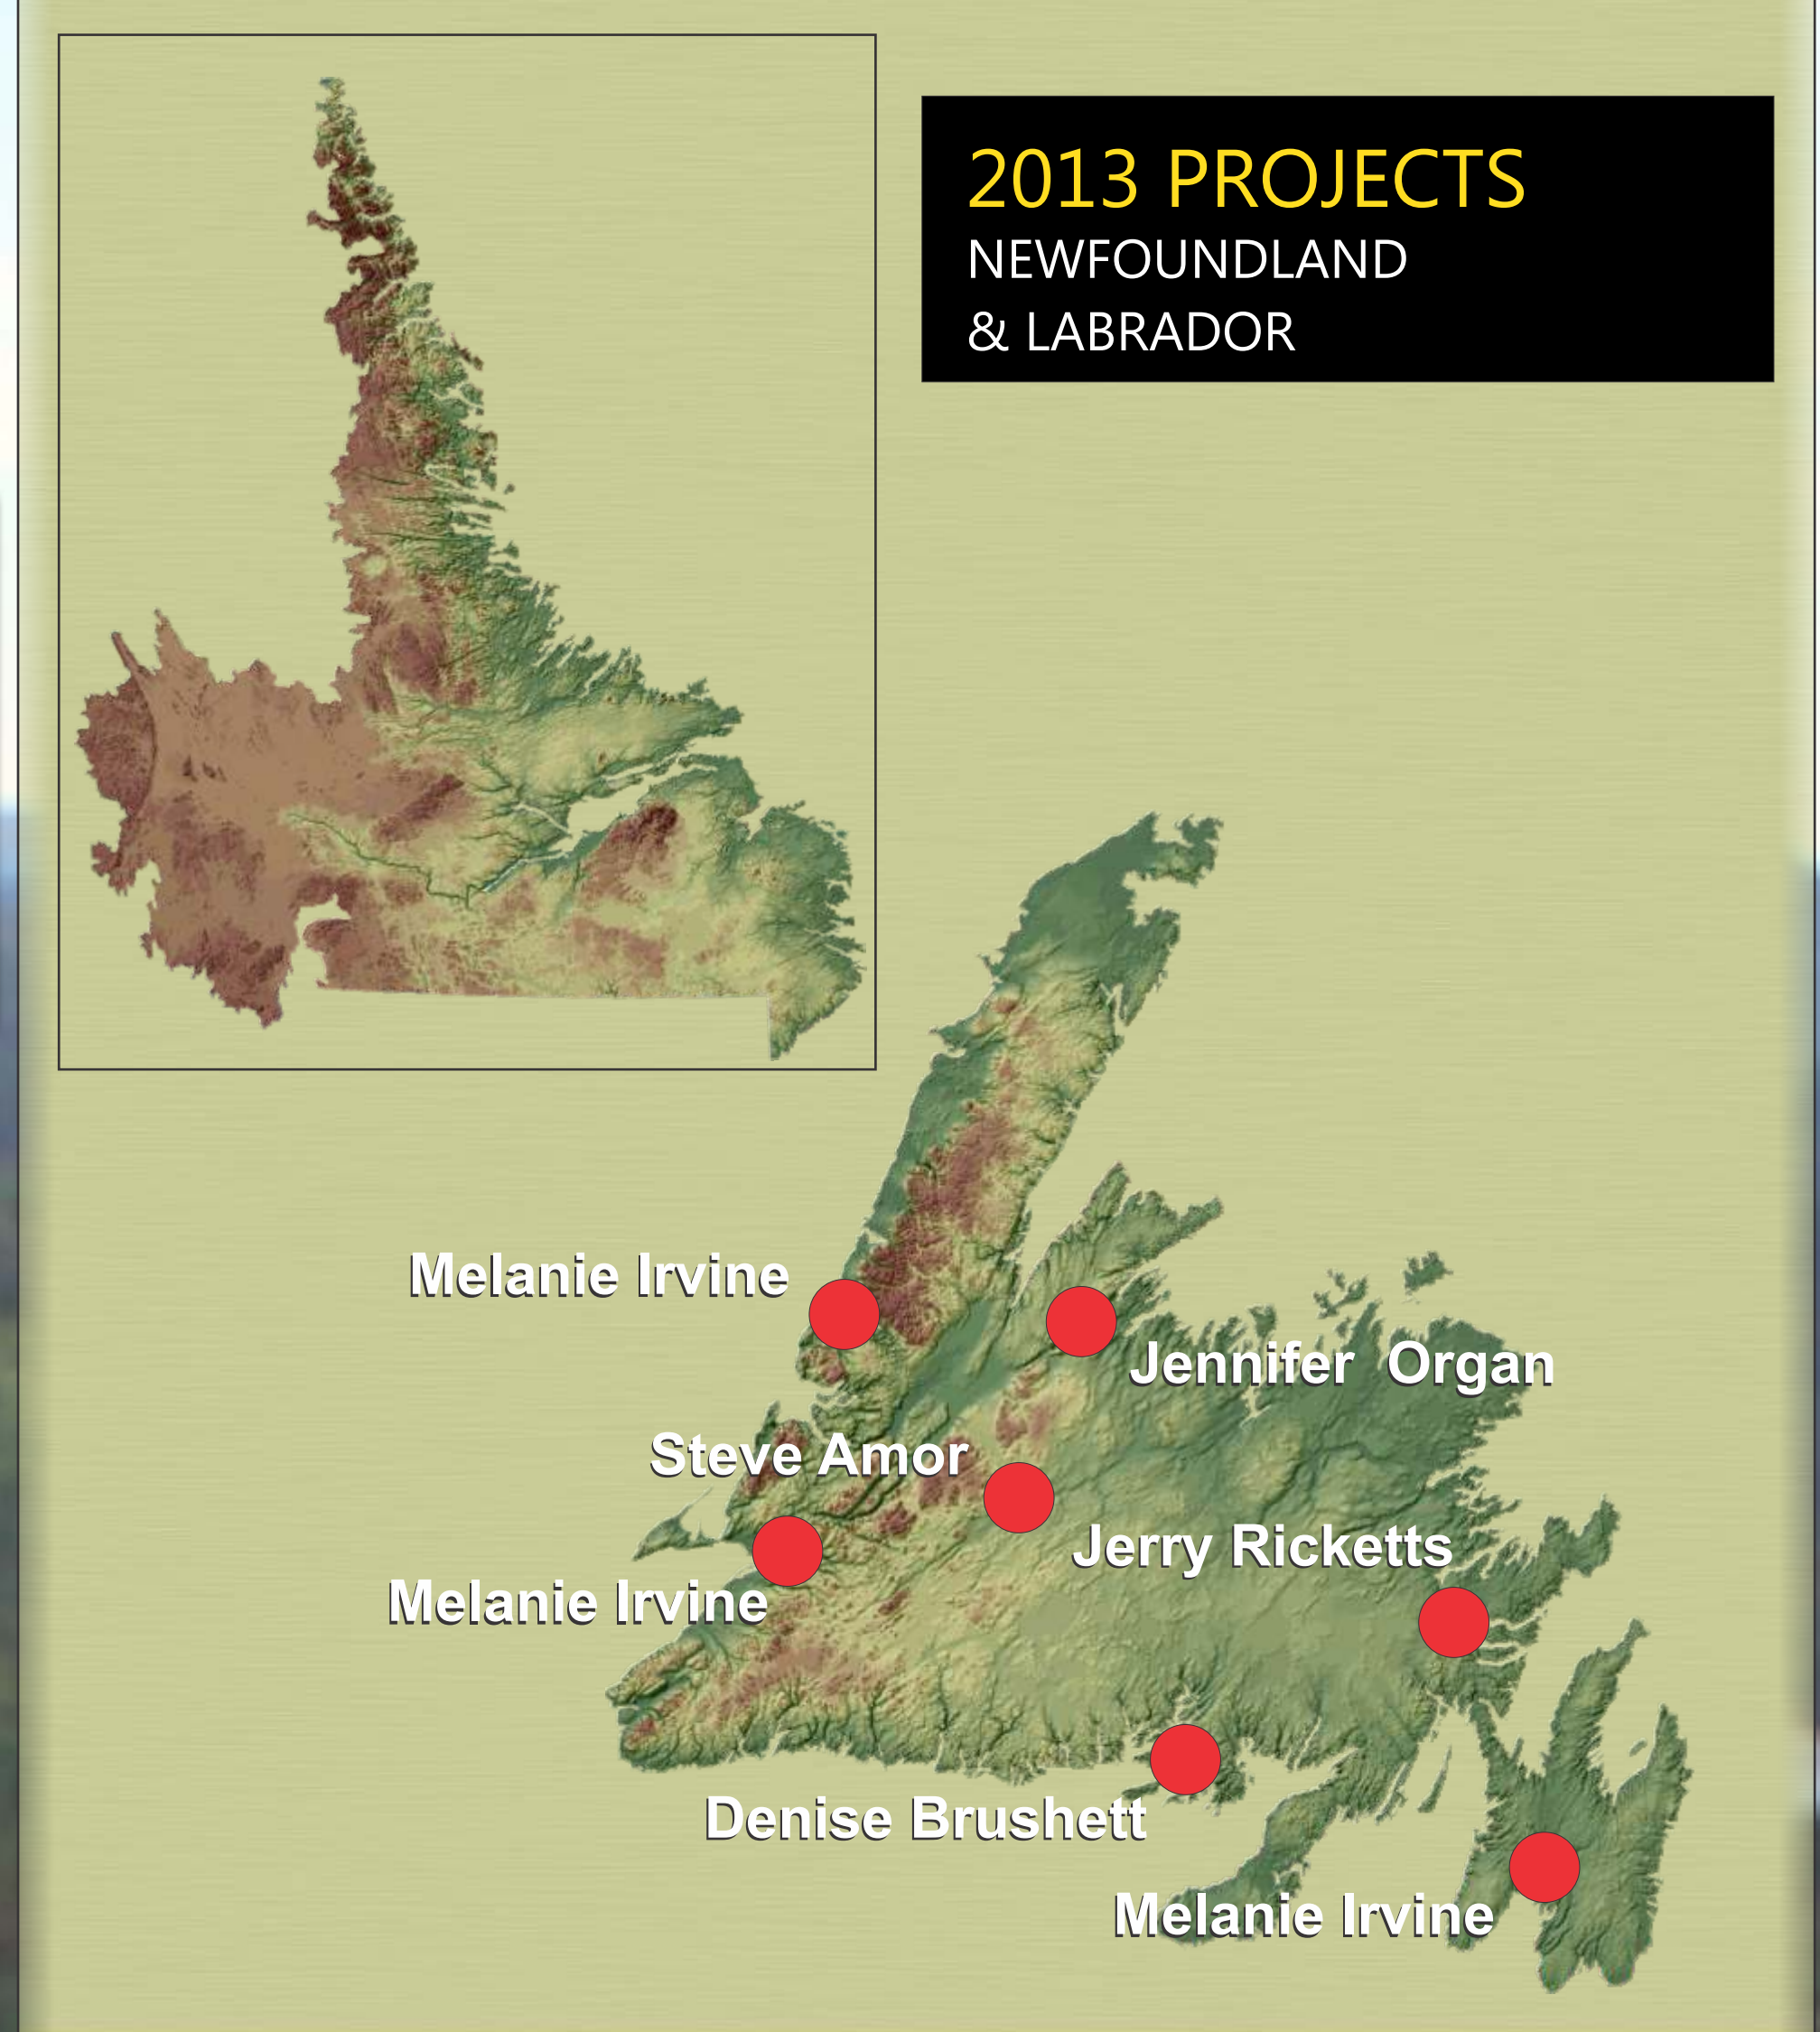 2013 PROJECTS
NEWFOUNDLAND
& LABRADOR
Melanie Irvine
Jennifer Organ
Steve Amor
Jerry Ricketts
Melanie Irvine
Denise Brushett
Melanie Irvine